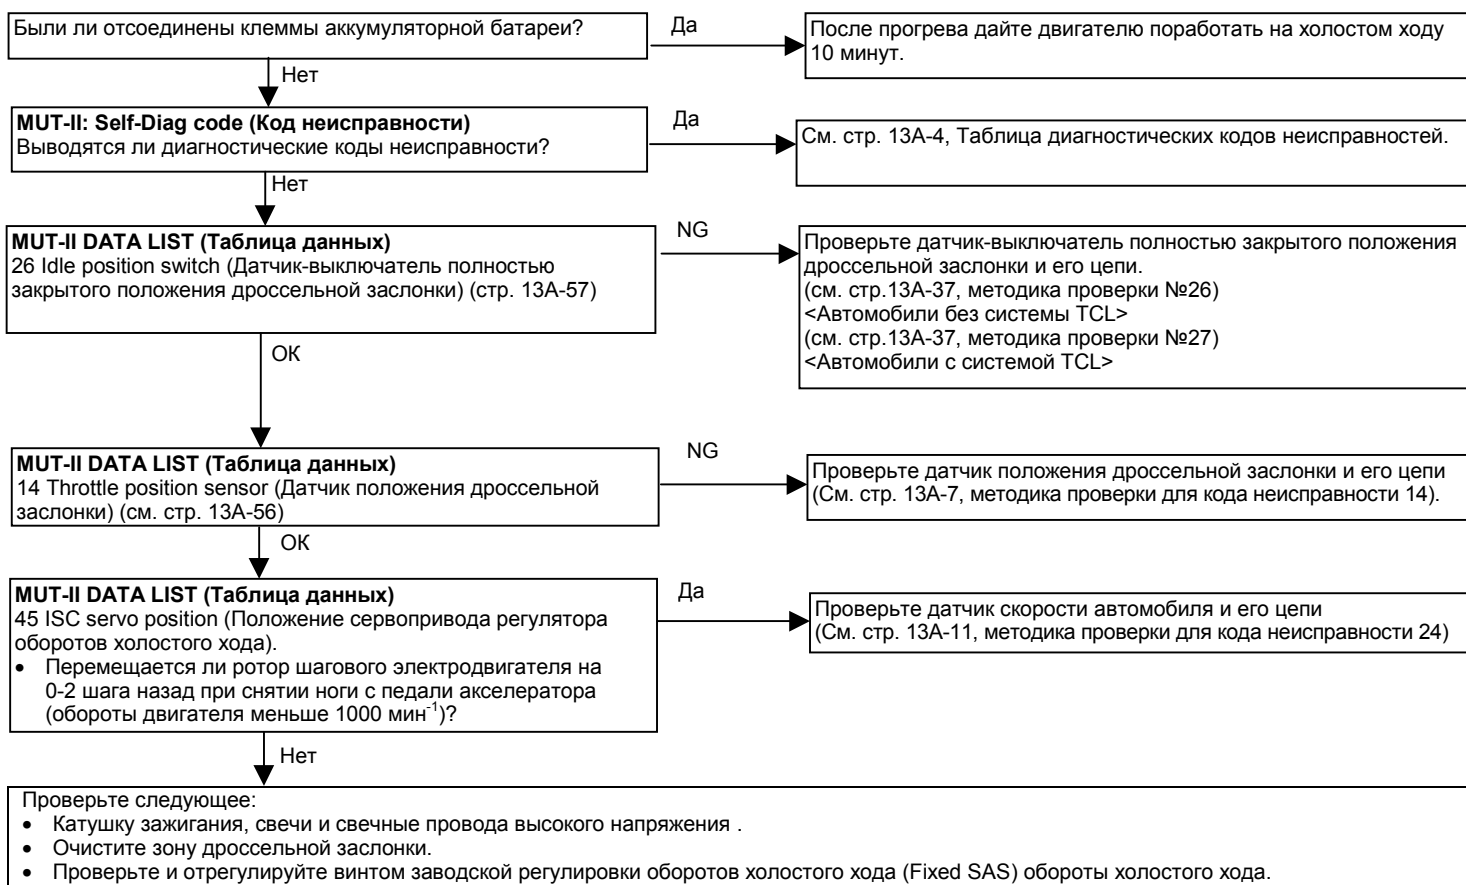 Были ли отсоединены клеммы аккумуляторной батареи?
Да
После прогрева дайте двигателю поработать на холостом ходу
10 минут.
Нет
MUT-II: Self-Diag code (Код неисправности)
Выводятся ли диагностические коды неисправности?
Да
См. стр. 13А-4, Таблица диагностических кодов неисправностей.
Нет
MUT-II DATA LIST (Таблица данных)
26 Idle position switch (Датчик-выключатель полностью
закрытого положения дроссельной заслонки) (стр. 13А-57)
NG
Проверьте датчик-выключатель полностью закрытого положения
дроссельной заслонки и его цепи.
(см. стр.13А-37, методика проверки №26)
<Автомобили без системы TCL>
(см. стр.13А-37, методика проверки №27)
<Автомобили с системой TCL>
ОК
MUT-II DATA LIST (Таблица данных)
14 Throttle position sensor (Датчик положения дроссельной
заслонки) (см. стр. 13А-56)
NG
Проверьте датчик положения дроссельной заслонки и его цепи
(См. стр. 13А-7, методика проверки для кода неисправности 14).
ОК
MUT-II DATA LIST (Таблица данных)
45 ISC servo position (Положение сервопривода регулятора
оборотов холостого хода).
• Перемещается ли ротор шагового электродвигателя на
0-2 шага назад при снятии ноги с педали акселератора
(обороты двигателя меньше 1000 мин⁻¹)?
Да
Проверьте датчик скорости автомобиля и его цепи
(См. стр. 13А-11, методика проверки для кода неисправности 24)
Нет
Проверьте следующее:
• Катушку зажигания, свечи и свечные провода высокого напряжения .
• Очистите зону дроссельной заслонки.
• Проверьте и отрегулируйте винтом заводской регулировки оборотов холостого хода (Fixed SAS) обороты холостого хода.